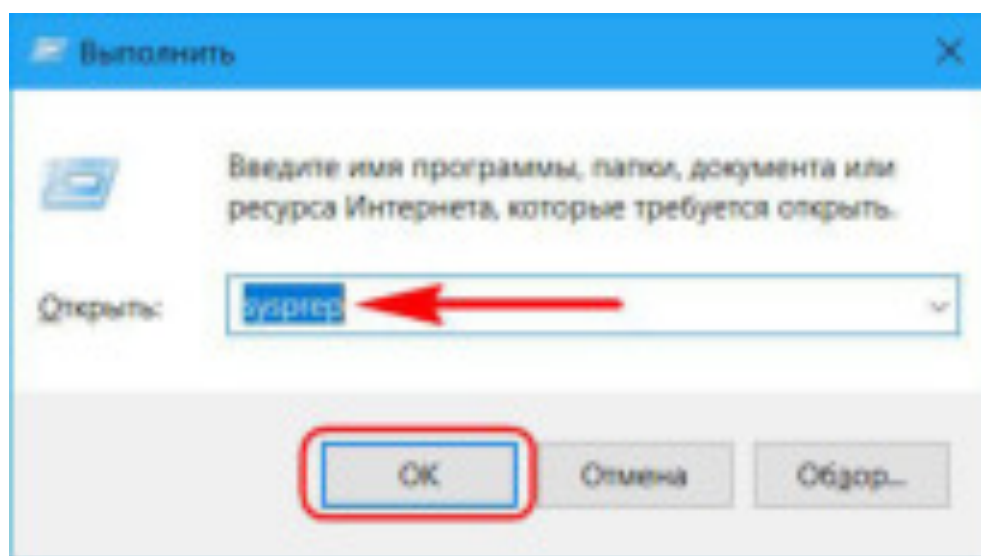 Выполнить
Введите имя программы, папки, документа или
ресурса Интернета, которые требуется открыть.
Открыть: sysprep
ОК Отмена Обзор...